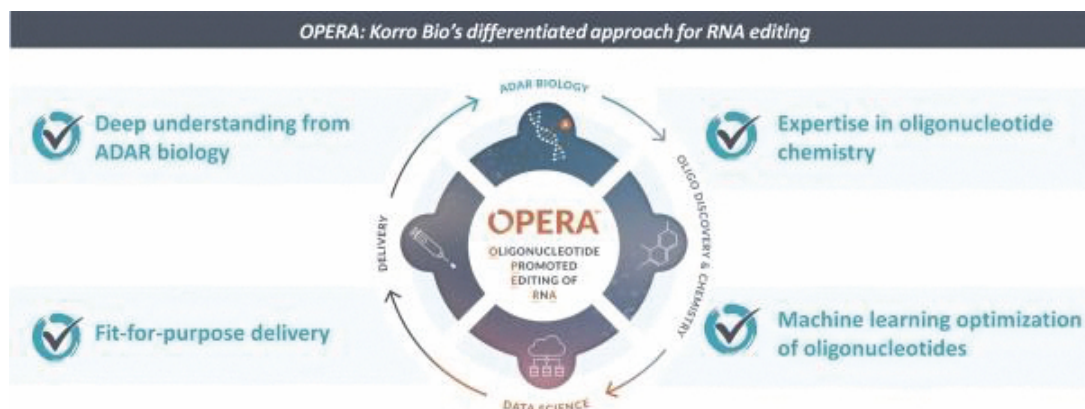 OPERA: Korro Bio's differentiated approach for RNA editing
Deep understanding from
ADAR biology
Fit-for-purpose delivery
ADAR BIOLOGY
OLIGO DISCOVERY & CHEMISTRY
DATA SCIENCE
DELIVERY
OPERA™
OLIGONUCLEOTIDE
PROMOTED
EDITING OF
RNA
Expertise in oligonucleotide
chemistry
Machine learning optimization
of oligonucleotides